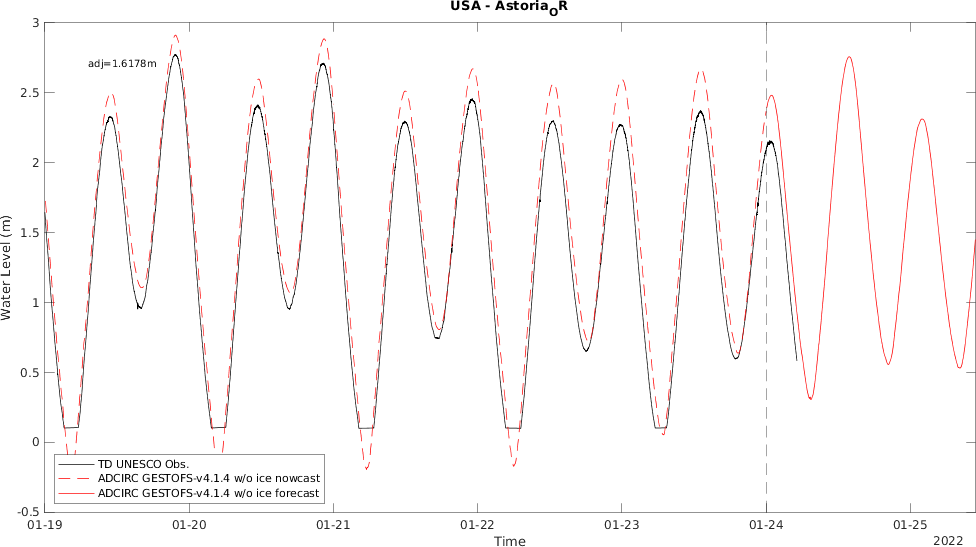 USA - Astoria_OR
adj=1.6178m
Water Level (m)
3
2.5
2
1.5
1
0.5
0
-0.5
TD UNESCO Obs.
ADCIRC GESTOFS-v4.1.4 w/o ice nowcast
ADCIRC GESTOFS-v4.1.4 w/o ice forecast
01-19 01-20 01-21 01-22 01-23 01-24 01-25
Time
2022